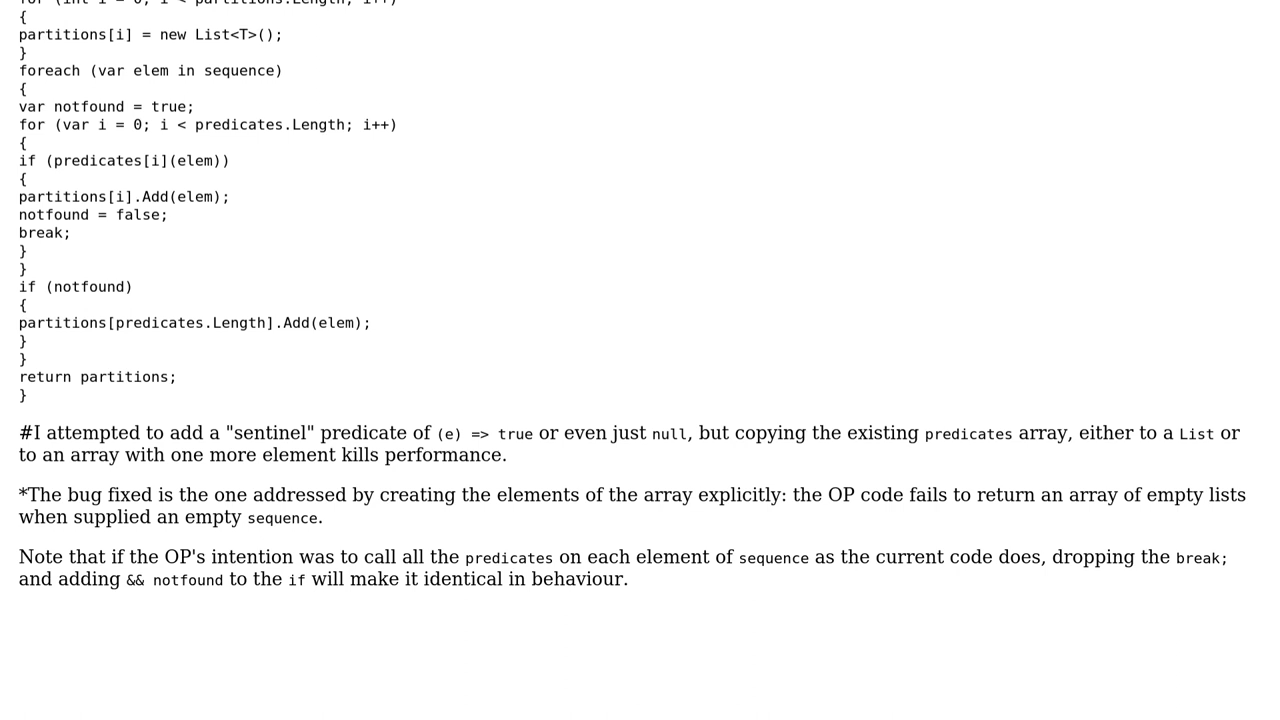 for (int i = 0; i < partitions.Length; i++)
{
partitions[i] = new List<T>();
}
foreach (var elem in sequence)
{
var notfound = true;
for (var i = 0; i < predicates.Length; i++)
{
if (predicates[i](elem))
{
partitions[i].Add(elem);
notfound = false;
break;
}
}
if (notfound)
{
partitions[predicates.Length].Add(elem);
}
}
return partitions;
}
#I attempted to add a "sentinel" predicate of (e) => true or even just null, but copying the existing predicates array, either to a List or
to an array with one more element kills performance.
*The bug fixed is the one addressed by creating the elements of the array explicitly: the OP code fails to return an array of empty lists
when supplied an empty sequence.
Note that if the OP's intention was to call all the predicates on each element of sequence as the current code does, dropping the break;
and adding && notfound to the if will make it identical in behaviour.